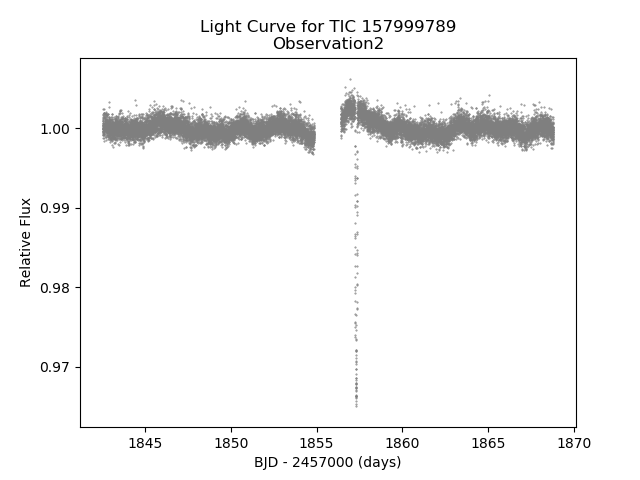 Light Curve for TIC 157999789
Observation2
1.00
0.99
0.98
0.97
Relative Flux
1845 1850 1855 1860 1865 1870
BJD - 2457000 (days)